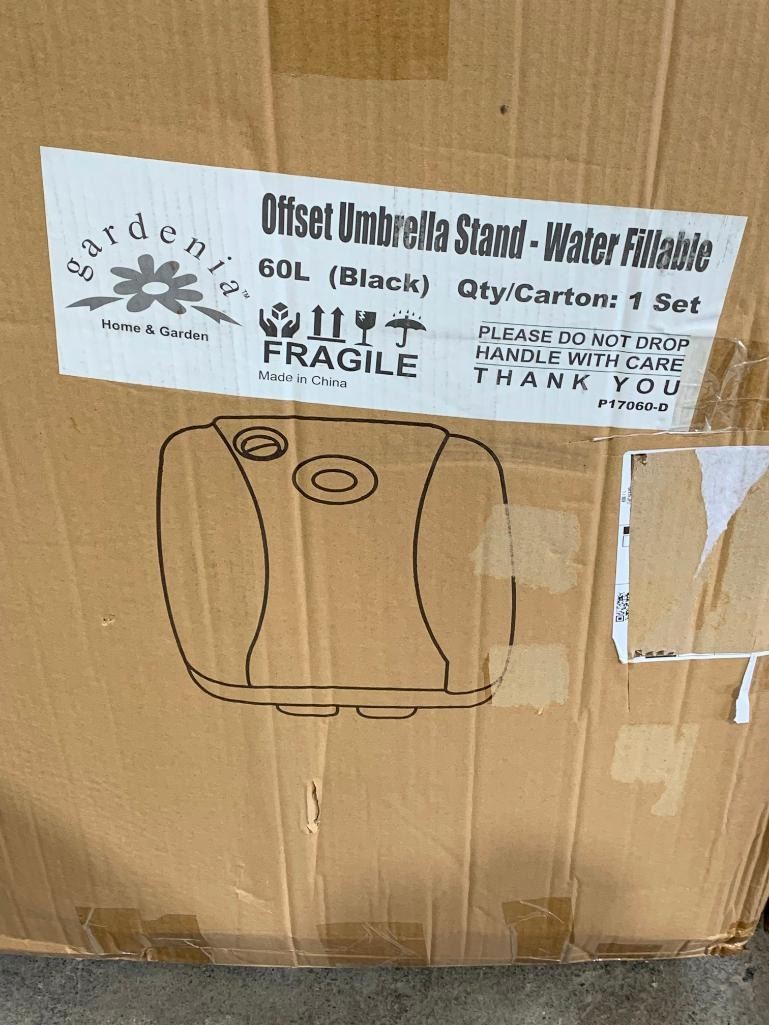 gardenia™
Home & Garden
Offset Umbrella Stand - Water Fillable
60L (Black) Qty/Carton: 1 Set
FRAGILE
Made in China
PLEASE DO NOT DROP
HANDLE WITH CARE
THANK YOU
P17060-D